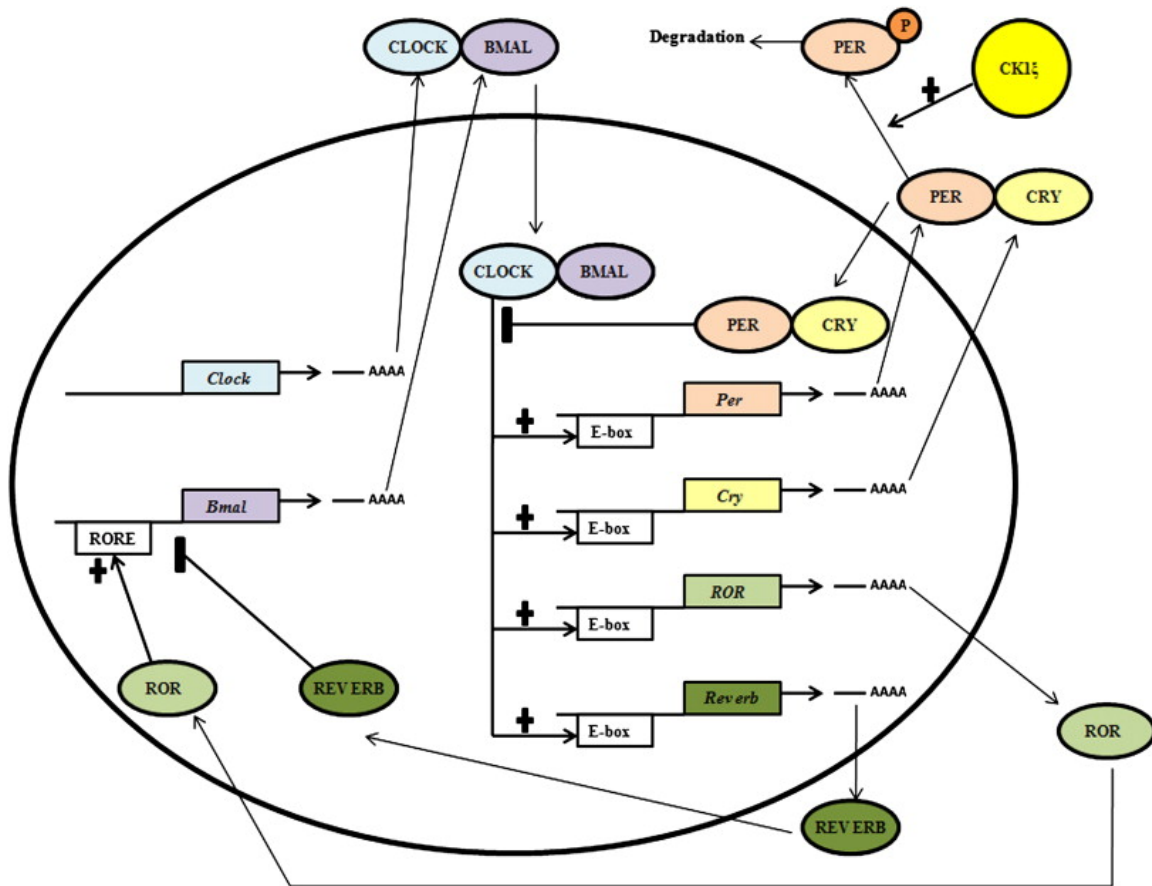 CLOCK BMAL
Degradation
PER
P
CK1ξ
+
PER CRY
CLOCK BMAL
PER CRY
Clock
AAAA
Per
AAAA
+
E-box
Bmal
AAAA
Cry
AAAA
RORE
+
+
E-box
ROR
AAAA
+
E-box
ROR
REVERB
Reverb
AAAA
+
E-box
ROR
REVERB